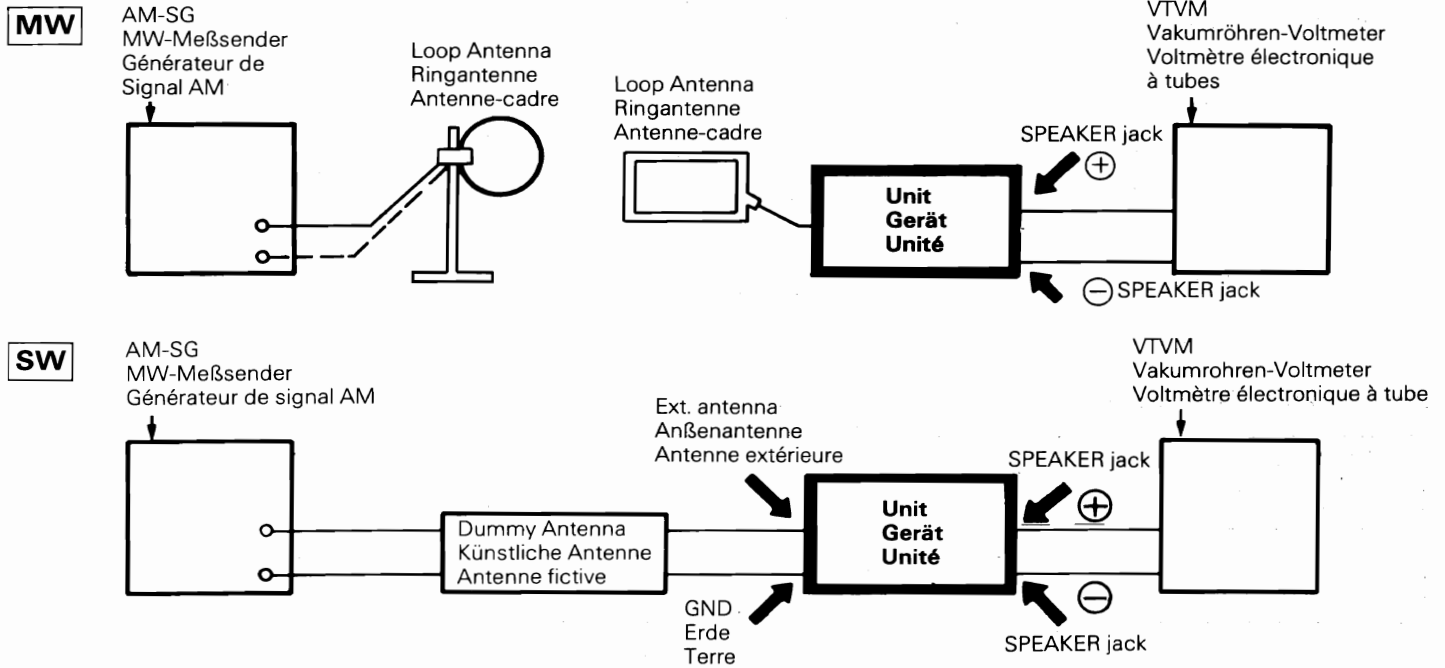 MW
AM-SG
MW-Meßsender
Générateur de
Signal AM
Loop Antenna
Ringantenne
Antenne-cadre
Loop Antenna
Ringantenne
Antenne-cadre
Unit
Gerät
Unité
SPEAKER jack
⊕
⊖ SPEAKER jack
VTVM
Vakumröhren-Voltmeter
Voltmètre électronique
à tubes
SW
AM-SG
MW-Meßsender
Générateur de signal AM
Dummy Antenna
Künstliche Antenne
Antenne fictive
Ext. antenna
Anßenantenne
Antenne extérieure
GND
Erde
Terre
Unit
Gerät
Unité
SPEAKER jack
⊕
⊖
SPEAKER jack
VTVM
Vakumrohren-Voltmeter
Voltmètre électronique à tube